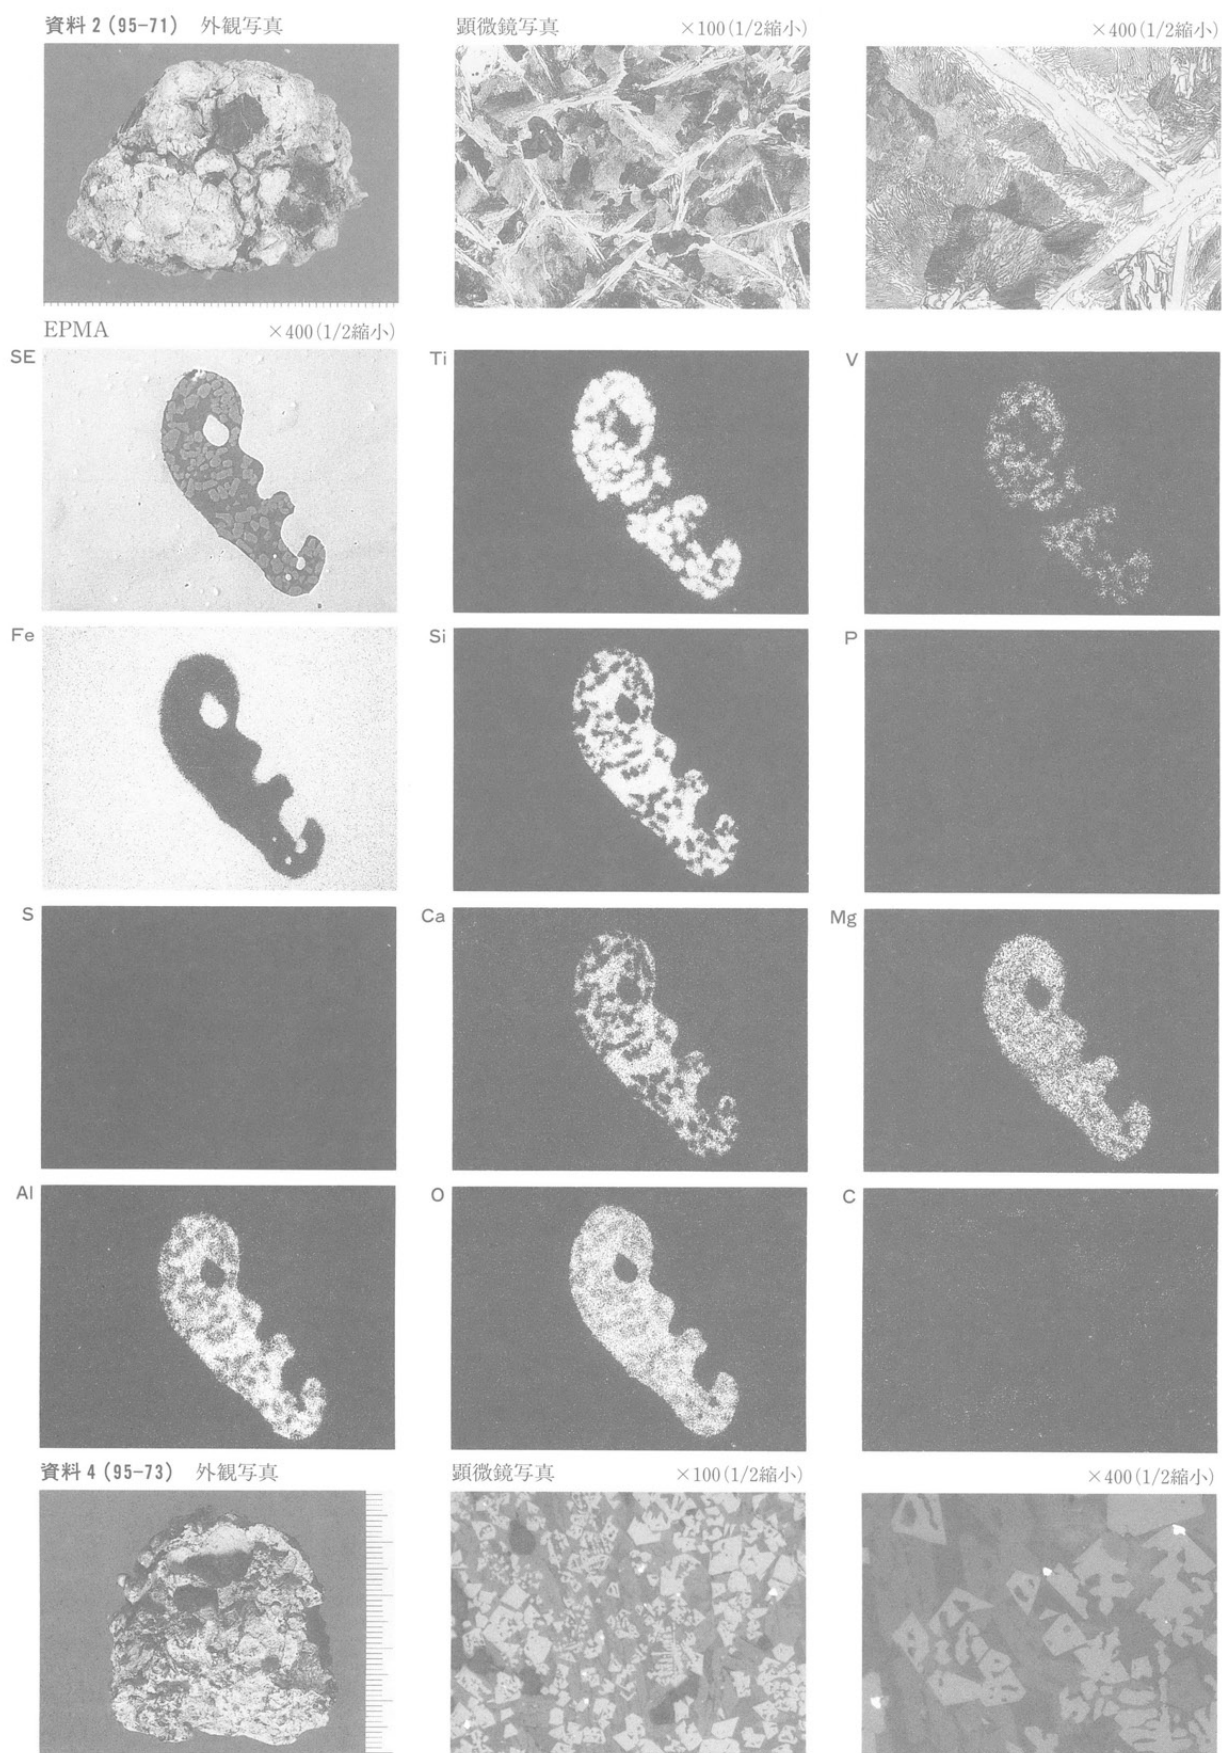 資料 2 (95-71) 外観写真
顕微鏡写真 ×100(1/2縮小)
×400(1/2縮小)
EPMA ×400(1/2縮小)
SE
Ti
V
Fe
Si
P
S
Ca
Mg
Al
O
C
資料 4 (95-73) 外観写真
顕微鏡写真 ×100(1/2縮小)
×400(1/2縮小)